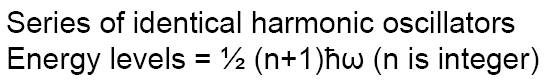 Series of identical harmonic oscillators
Energy levels = ½ (n+1)ħω (n is integer)